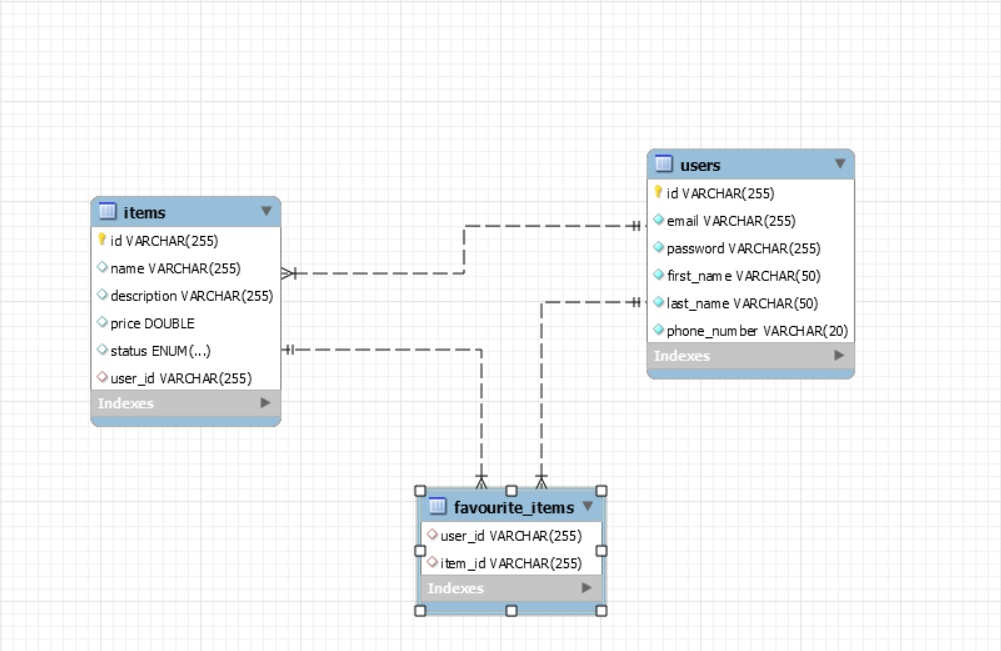 items
id VARCHAR(255)
name VARCHAR(255)
description VARCHAR(255)
price DOUBLE
status ENUM(...)
user_id VARCHAR(255)
Indexes
users
id VARCHAR(255)
email VARCHAR(255)
password VARCHAR(255)
first_name VARCHAR(50)
last_name VARCHAR(50)
phone_number VARCHAR(20)
Indexes
favourite_items
user_id VARCHAR(255)
item_id VARCHAR(255)
Indexes